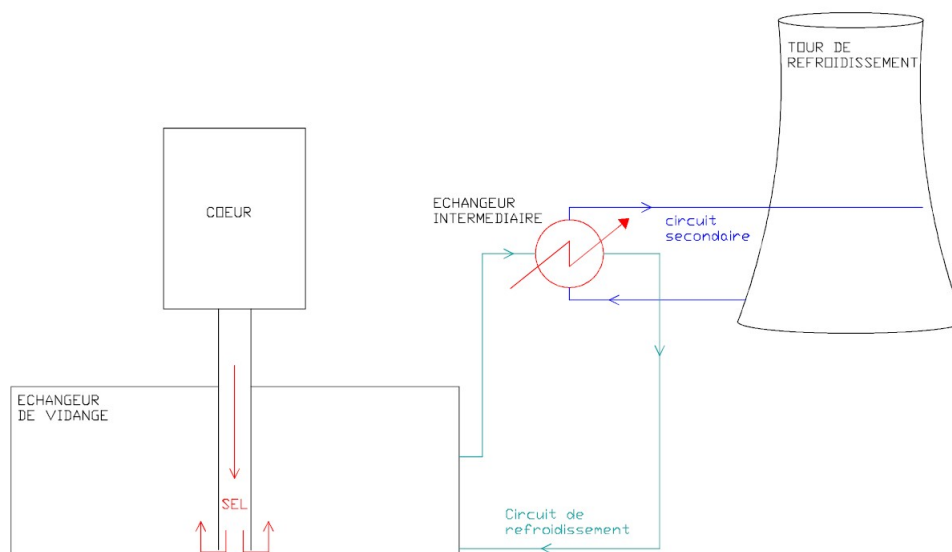 TOUR DE
REFROIDISSEMENT
COEUR
ECHANGEUR
INTERMEDIAIRE
circuit
secondaire
ECHANGEUR
DE VIDANGE
SEL
Circuit de
refroidissement